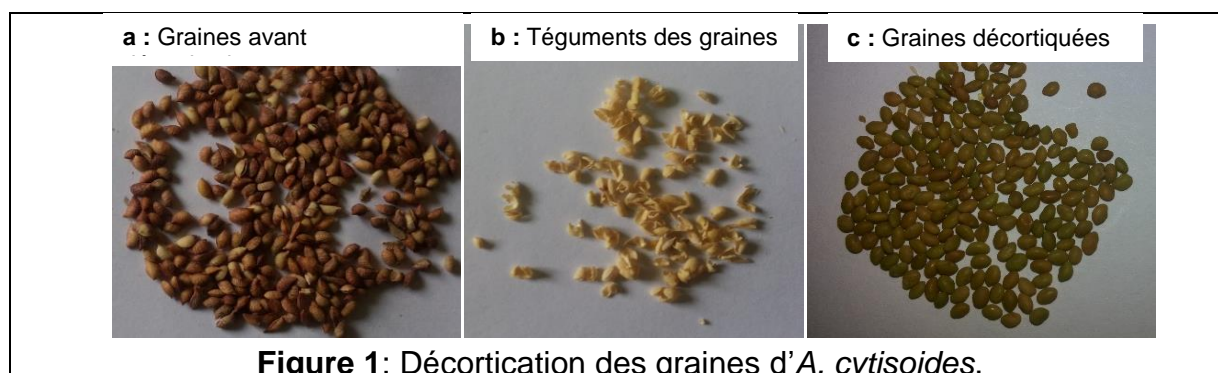 a : Graines avant
b : Téguments des graines
c : Graines décortiquées
Figure 1: Décortication des graines d'A. cytisoides.